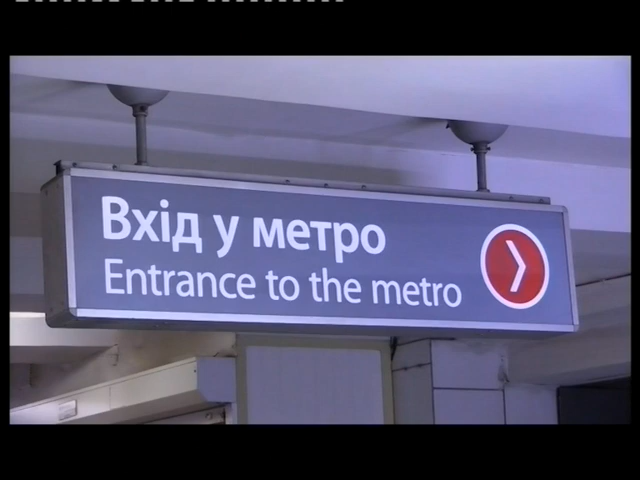 Вхід у метро
Entrance to the metro